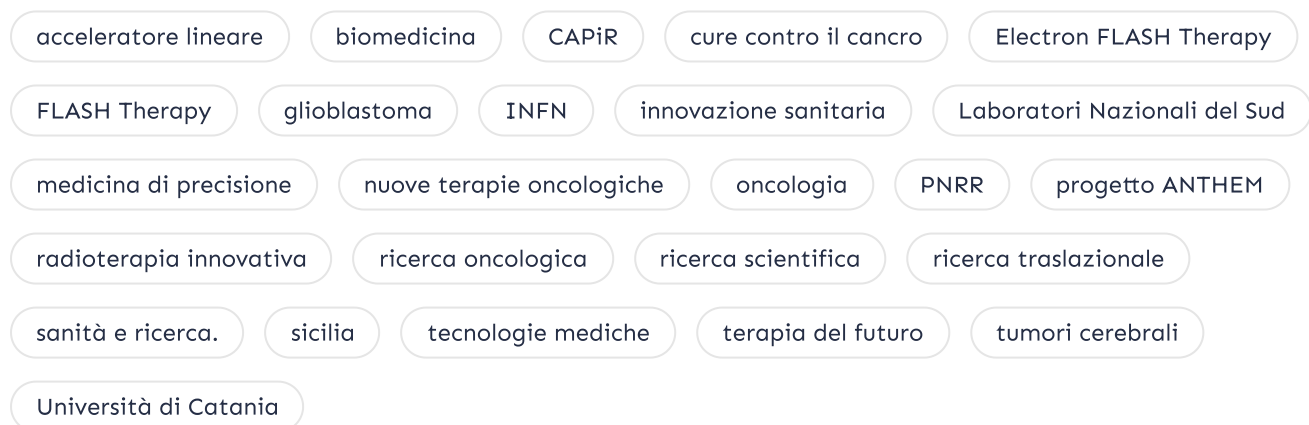 acceleratore lineare biomedicina CAPiR cure contro il cancro Electron FLASH Therapy
FLASH Therapy glioblastoma INFN innovazione sanitaria Laboratori Nazionali del Sud
medicina di precisione nuove terapie oncologiche oncologia PNRR progetto ANTHEM
radioterapia innovativa ricerca oncologica ricerca scientifica ricerca traslazionale
sanità e ricerca. sicilia tecnologie mediche terapia del futuro tumori cerebrali
Università di Catania